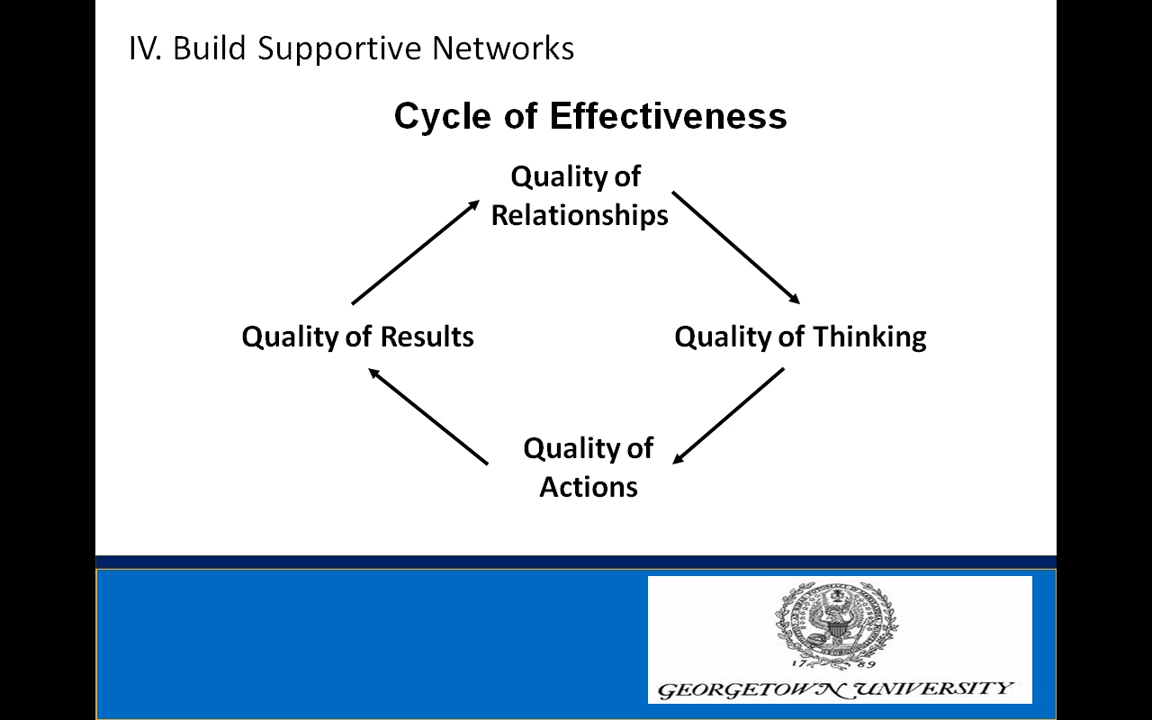 IV. Build Supportive Networks
Cycle of Effectiveness
Quality of
Relationships
Quality of Results
Quality of Thinking
Quality of
Actions
17 89
GEORGETOWN UNIVERSITY